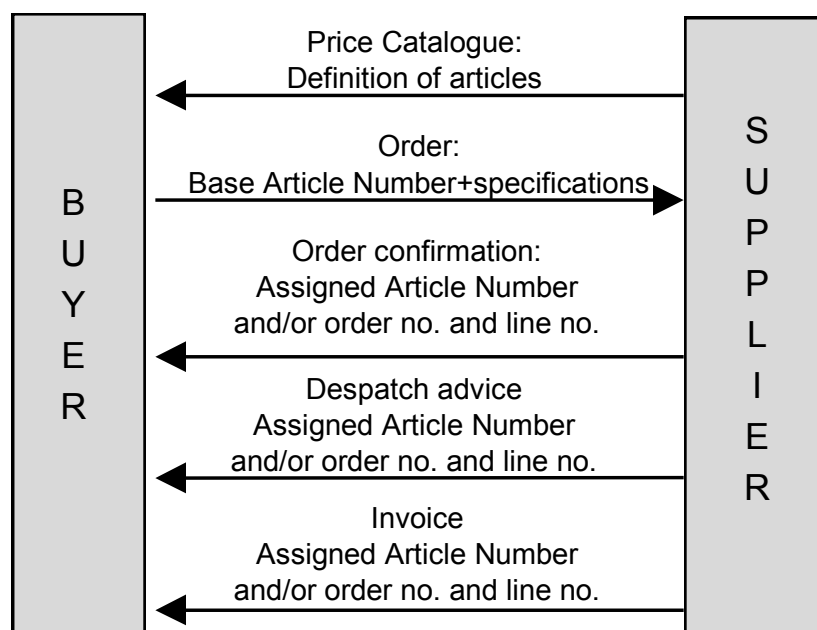 BUYER
Price Catalogue:
Definition of articles
Order:
Base Article Number+specifications
Order confirmation:
Assigned Article Number
and/or order no. and line no.
Despatch advice
Assigned Article Number
and/or order no. and line no.
Invoice
Assigned Article Number
and/or order no. and line no.
SUPPLIER